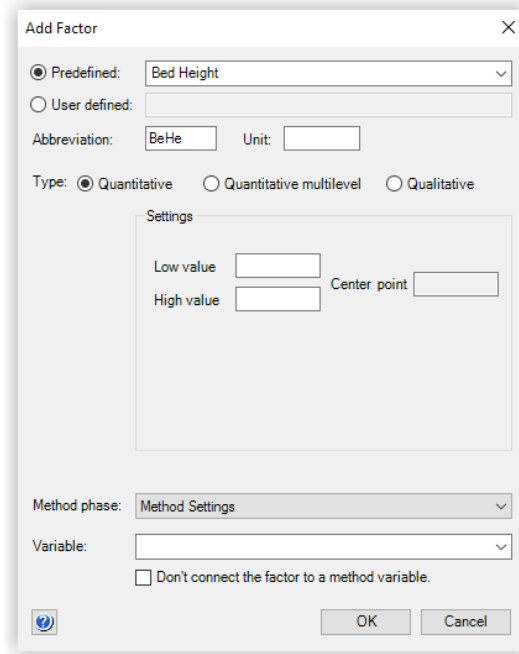 Add Factor
Predefined: Bed Height
User defined:
Abbreviation: BeHe Unit:
Type: Quantitative Quantitative multilevel Qualitative
Settings
Low value
Center point
High value
Method phase: Method Settings
Variable:
Don't connect the factor to a method variable.
? OK Cancel